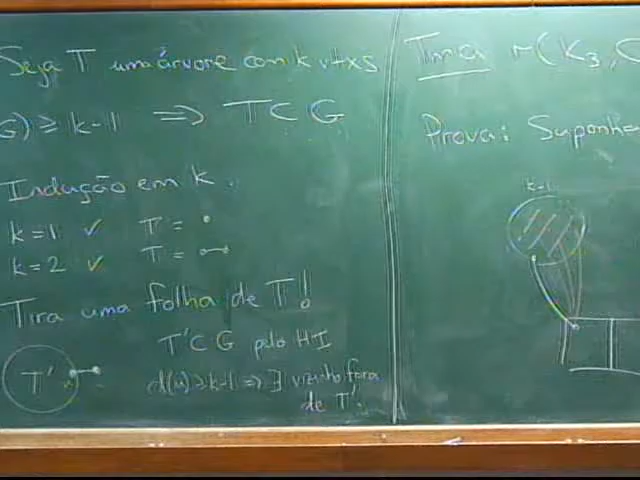 Seja T uma árvore com k vtxs
G) ≥ k-1 ⟹ T ⊂ G
Indução em k.
k=1 ✓ T = •
k=2 ✓ T =
Tira uma folha de T!
T' ⊂ G pelo HI
T'
d(u) ≥ k-1 ⟹ ∃ vizinho fora
de T'.
Tma r(K₃, C
Prova: Suponha
k-1